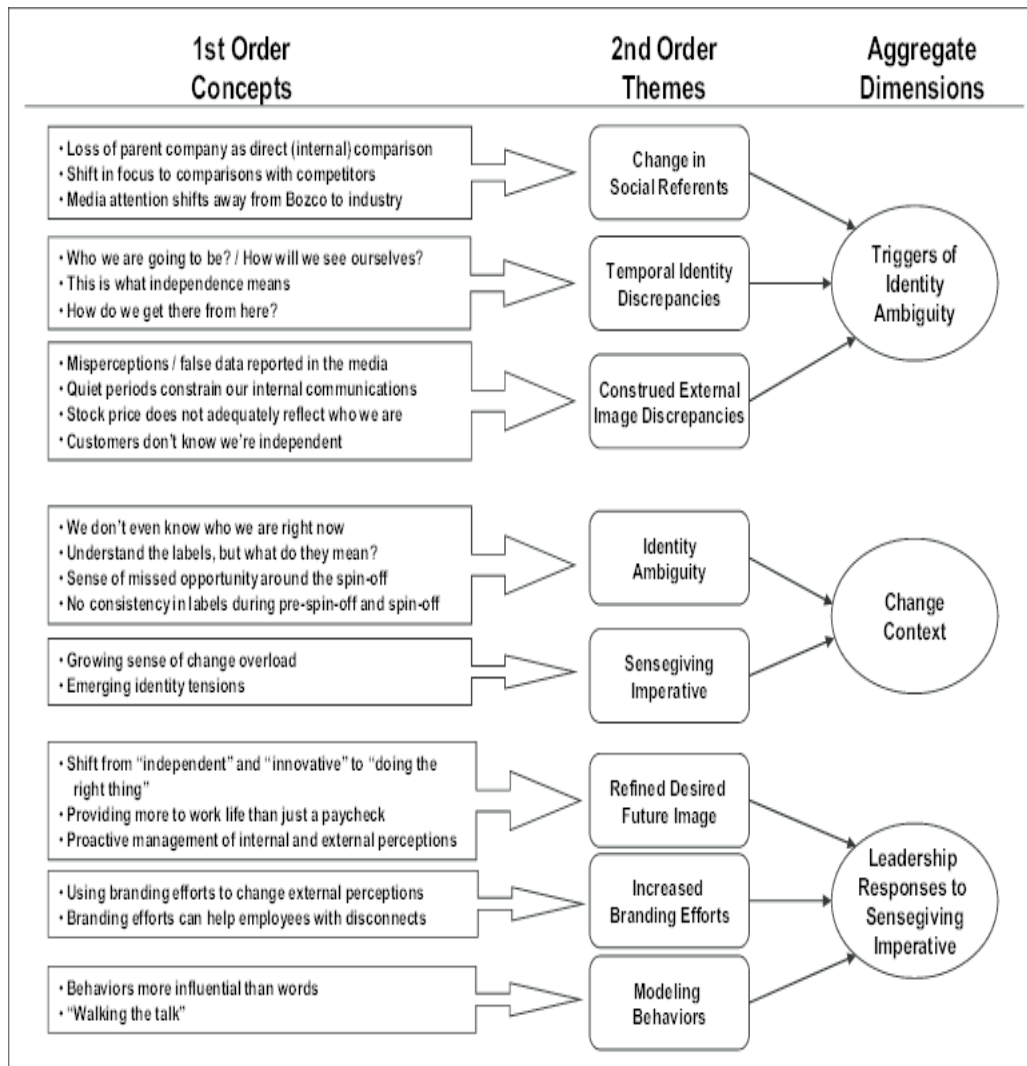 1st Order
Concepts
2nd Order
Themes
Aggregate
Dimensions
• Loss of parent company as direct (internal) comparison
• Shift in focus to comparisons with competitors
• Media attention shifts away from Bozco to industry
Change in
Social Referents
• Who we are going to be? / How will we see ourselves?
• This is what independence means
• How do we get there from here?
Temporal Identity
Discrepancies
Triggers of
Identity
Ambiguity
• Misperceptions / false data reported in the media
• Quiet periods constrain our internal communications
• Stock price does not adequately reflect who we are
• Customers don't know we're independent
Construed External
Image Discrepancies
• We don't even know who we are right now
• Understand the labels, but what do they mean?
• Sense of missed opportunity around the spin-off
• No consistency in labels during pre-spin-off and spin-off
Identity
Ambiguity
• Growing sense of change overload
• Emerging identity tensions
Sensegiving
Imperative
Change
Context
• Shift from “independent” and “innovative” to “doing the
right thing”
• Providing more to work life than just a paycheck
• Proactive management of internal and external perceptions
Refined Desired
Future Image
• Using branding efforts to change external perceptions
• Branding efforts can help employees with disconnects
Increased
Branding Efforts
• Behaviors more influential than words
• “Walking the talk”
Modeling
Behaviors
Leadership
Responses to
Sensegiving
Imperative